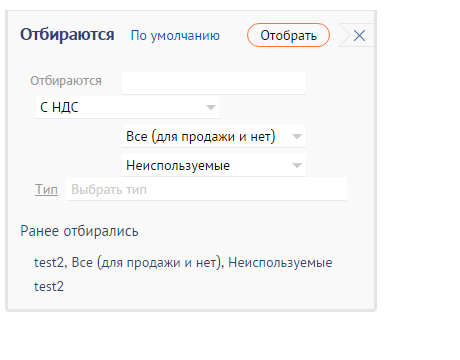 Отбираются По умолчанию Отобрать
Отбираются
С НДС
Все (для продажи и нет)
Неиспользуемые
Тип Выбрать тип
Ранее отбирались
test2, Все (для продажи и нет), Неиспользуемые
test2